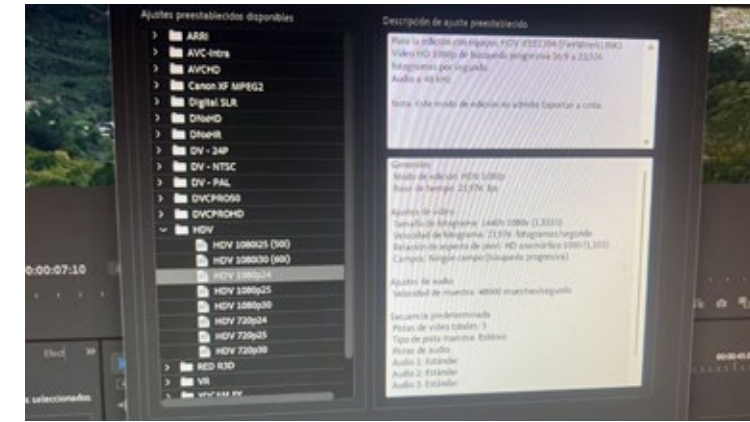 Ajustes preestablecidos disponibles
ARRI
AVC-Intra
AVCHD
Canon XF MPEG2
Digital SLR
DNxHD
DNxHR
DV - 24P
DV - NTSC
DV - PAL
DVCPRO50
DVCPROHD
HDV
HDV 1080i25 (50i)
HDV 1080i30 (60i)
HDV 1080p24
HDV 1080p25
HDV 1080p30
HDV 720p24
HDV 720p25
HDV 720p30
RED R3D
VR
Descripción de ajuste preestablecido
Para la edición con equipos HDV
Vídeo HD 1080p de búsqueda progresiva 16:9 a 23,976
fotogramas por segundo.
Audio a 48 kHz.
Nota: Este modo de edición no admite Exportar a cinta.
Generales
Modo de edición: HDV 1080p
Base de tiempo: 23,976 fps
Ajustes de vídeo
Tamaño de fotograma: 1440h 1080v (1,3333)
Velocidad de fotograma: 23,976 fotogramas/segundo
Relación de aspecto de píxel: HD anamórfico 1080 (1,333)
Campos: Ningún campo (búsqueda progresiva)
Ajustes de audio
Velocidad de muestra: 48000 muestras/segundo
Secuencia predeterminada
Pistas de vídeo totales: 3
Tipo de pista maestra: Estéreo
Pistas de audio:
Audio 1: Estándar
Audio 2: Estándar
Audio 3: Estándar
0:00:07:10
Efect
s seleccionados